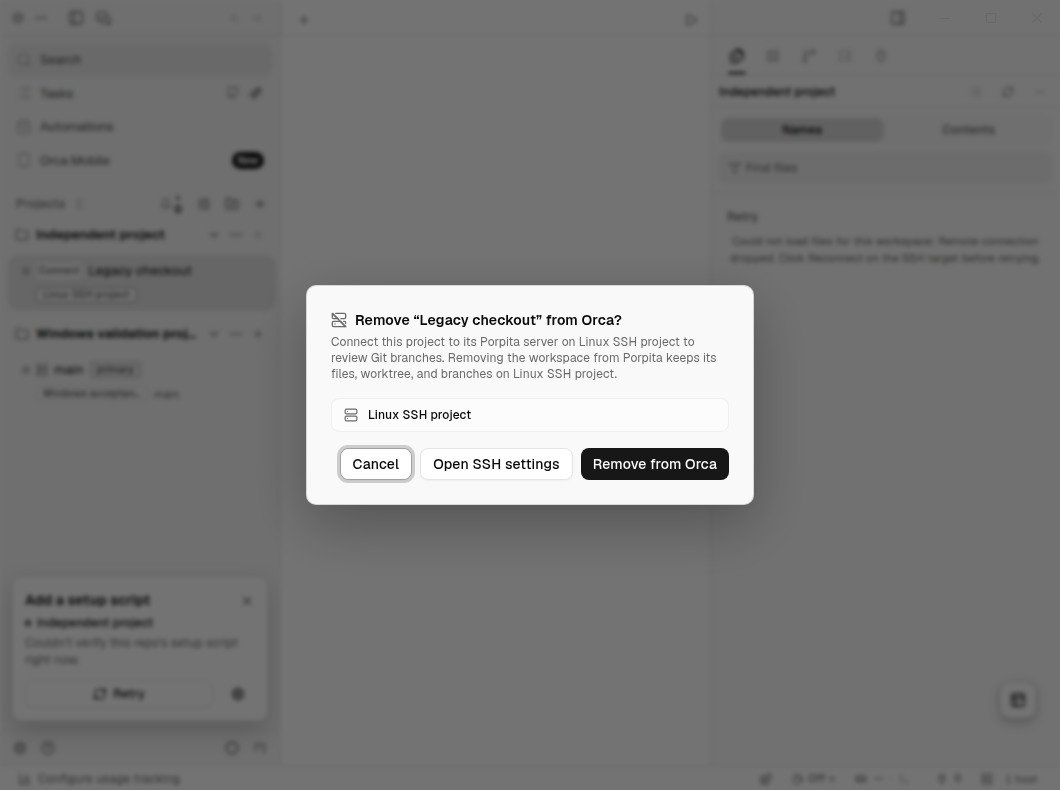 Search
Tasks
Automations
Orca Mobile
New
Projects
Independent project
Connect
Legacy checkout
Linux SSH project
Windows validation proj...
main
primary
Windows acceptan...
main
Add a setup script
Independent project
Couldn't verify this repo's setup script
right now.
Retry
Configure usage tracking
Independent project
Names
Contents
Find files
Retry
Could not load files for this workspace: Remote connection
dropped. Click Reconnect on the SSH target before retrying.
1 host
Remove “Legacy checkout” from Orca?
Connect this project to its Porpita server on Linux SSH project to
review Git branches. Removing the workspace from Porpita keeps its
files, worktree, and branches on Linux SSH project.
Linux SSH project
Cancel
Open SSH settings
Remove from Orca